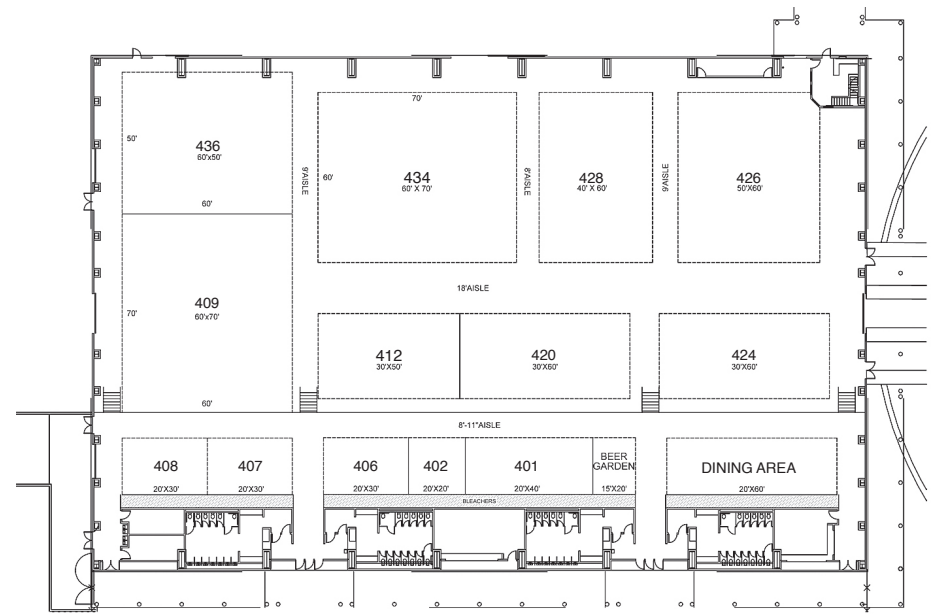 436
60'x50'
50'
60'
9'AISLE
70'
434
60' X 70'
60'
8'AISLE
428
40' X 60'
9'AISLE
426
50'X60'
18'AISLE
409
60'x70'
70'
60'
412
30'X50'
420
30'X60'
424
30'X60'
8'-11"AISLE
408
20'X30'
407
20'X30'
406
20'X30'
402
20'X20'
401
20'X40'
BEER
GARDEN
15'X20'
DINING AREA
20'X60'
BLEACHERS